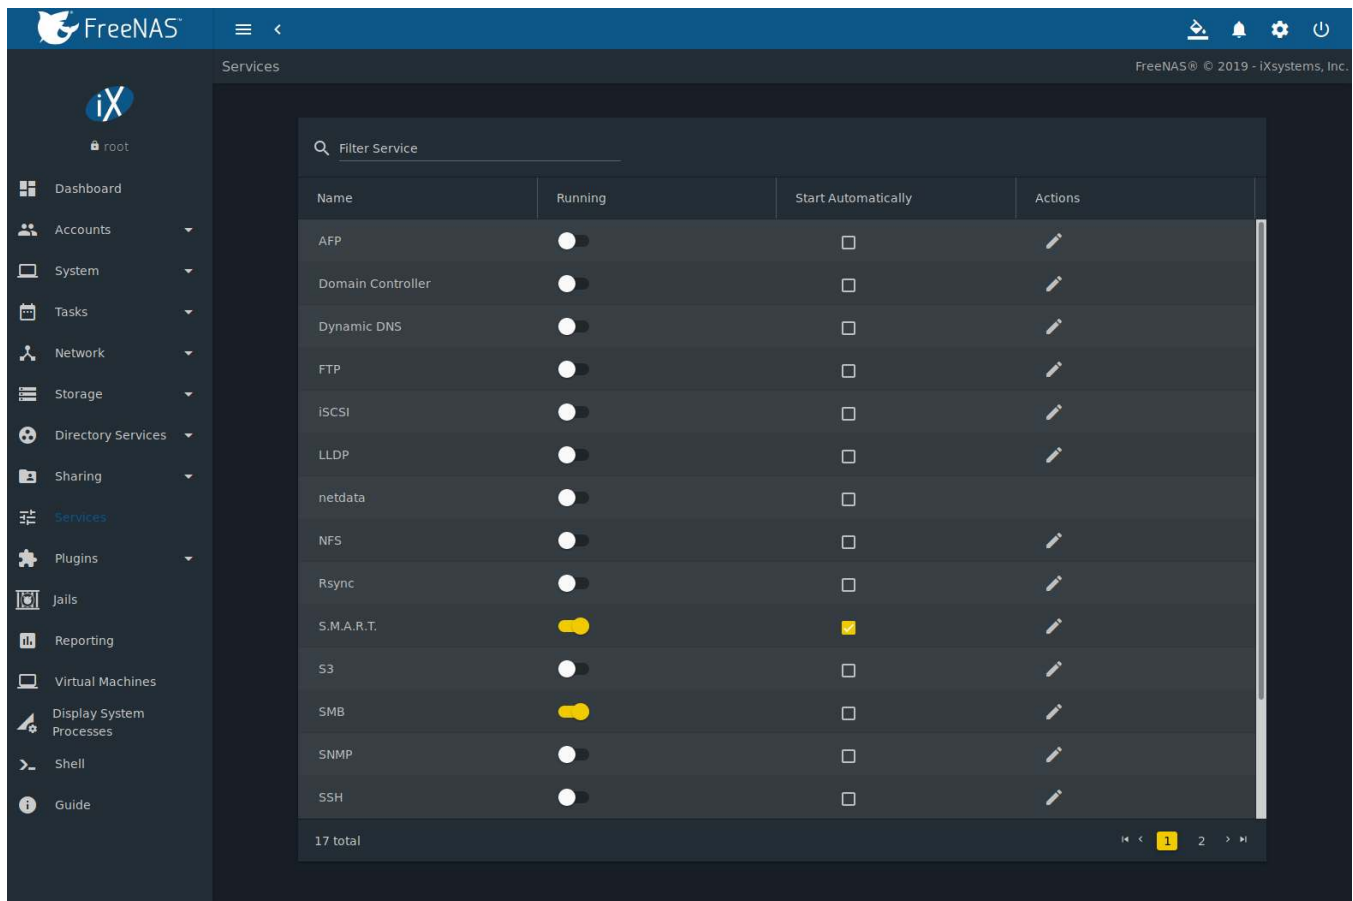 FreeNAS™
Services
FreeNAS® © 2019 - iXsystems, Inc.
iX
root
Dashboard
Accounts
System
Tasks
Network
Storage
Directory Services
Sharing
Services
Plugins
Jails
Reporting
Virtual Machines
Display System
Processes
Shell
Guide
Filter Service
Name Running Start Automatically Actions
AFP
Domain Controller
Dynamic DNS
FTP
iSCSI
LLDP
netdata
NFS
Rsync
S.M.A.R.T.
S3
SMB
SNMP
SSH
17 total
1 2